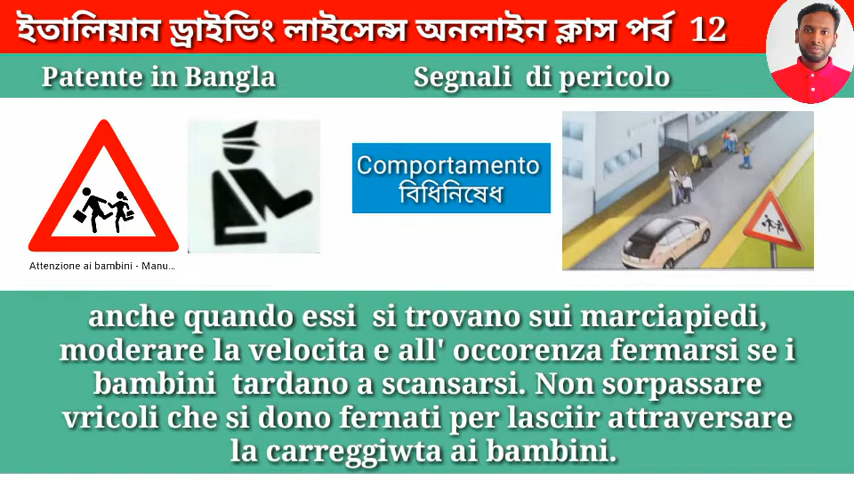 ইতালিয়ান ড্রাইভিং লাইসেন্স অনলাইন ক্লাস পর্ব 12
Patente in Bangla Segnali di pericolo
Comportamento
বিধিনিষেধ
Attenzione ai bambini - Manu...
anche quando essi si trovano sui marciapiedi,
moderare la velocita e all' occorenza fermarsi se i
bambini tardano a scansarsi. Non sorpassare
vricoli che si dono fernati per lasciir attraversare
la carreggiwta ai bambini.